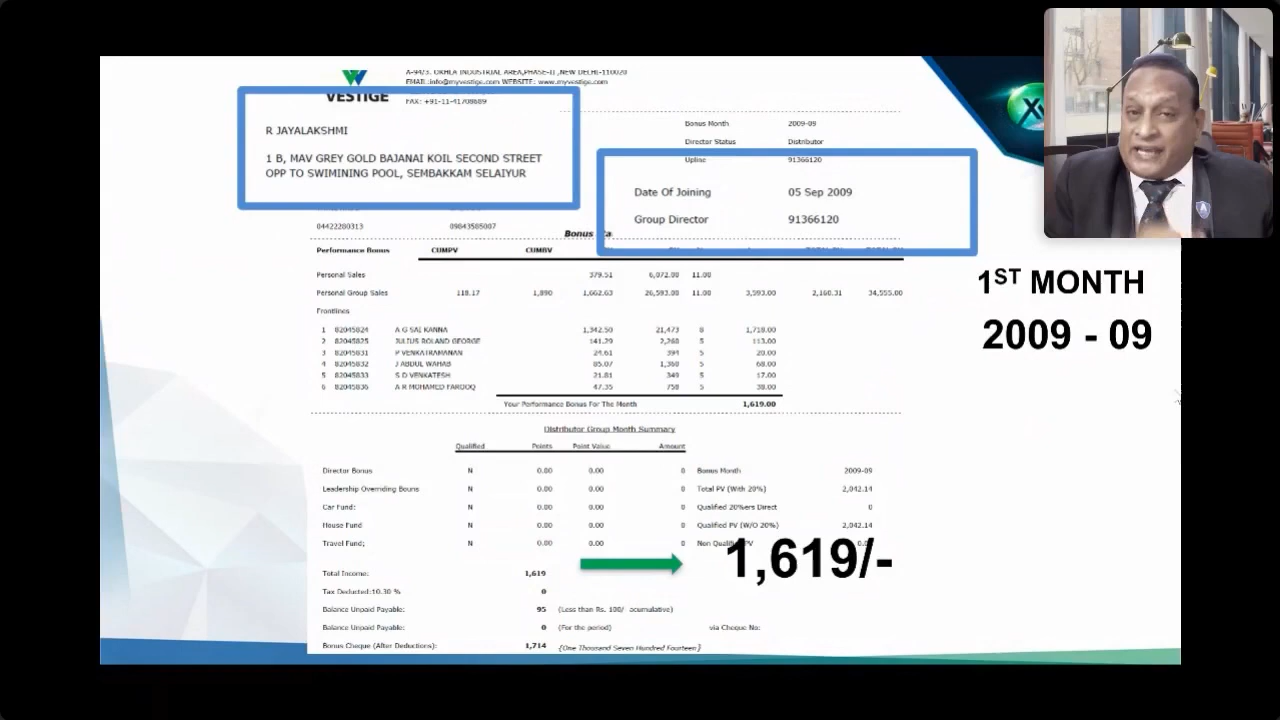 VESTIGE
A-94/3. OKHLA INDUSTRIAL AREA,PHASE-II ,NEW DELHI-110020
EMAIL:info@myvestige.com WEBSITE: www.myvestige.com
FAX: +91-11-41708689
R JAYALAKSHMI
1 B, MAV GREY GOLD BAJANAI KOIL SECOND STREET
OPP TO SWIMINING POOL, SEMBAKKAM SELAIYUR
04422280313 09843585087
Bonus Month 2009-09
Director Status Distributor
Upline 91366120
Date Of Joining 05 Sep 2009
Group Director 91366120
1ST MONTH
2009 - 09
Bonus Sta
Performance Bonus CUMPV CUMBV
Personal Sales 379.51 6,072.00 11.00
Personal Group Sales 118.17 1,890 1,662.63 26,593.00 11.00 3,593.00 2,160.31 34,555.00
Frontlines
1 82045824 A G SAI KANNA 1,342.50 21,473 8 1,718.00
2 82045825 JULIUS ROLAND GEORGE 141.29 2,260 5 113.00
3 82045831 P VENKATRAMANAN 24.61 394 5 20.00
4 82045832 J ABDUL WAHAB 85.07 1,360 5 68.00
5 82045833 S D VENKATESH 21.81 349 5 17.00
6 82045836 A R MOHAMED FAROOQ 47.35 758 5 38.00
Your Performance Bonus For The Month 1,619.00
Distributor Group Month Summary
Qualified Points Point Value Amount
Director Bonus N 0.00 0.00 0 Bonus Month 2009-09
Leadership Overriding Bouns N 0.00 0.00 0 Total PV (With 20%) 2,042.14
Car Fund: N 0.00 0.00 0 Qualified 20%ers Direct 0
House Fund N 0.00 0.00 0 Qualified PV (W/O 20%) 2,042.14
Travel Fund; N 0.00 0.00 0 Non Qualified PV
1,619/-
Total Income: 1,619
Tax Deducted:10.30 % 0
Balance Unpaid Payable: 95 (Less than Rs. 100/ acumulative)
Balance Unpaid Payable: 0 (For the period) via Cheque No:
Bonus Cheque (After Deductions): 1,714 {One Thousand Seven Hundred Fourteen}